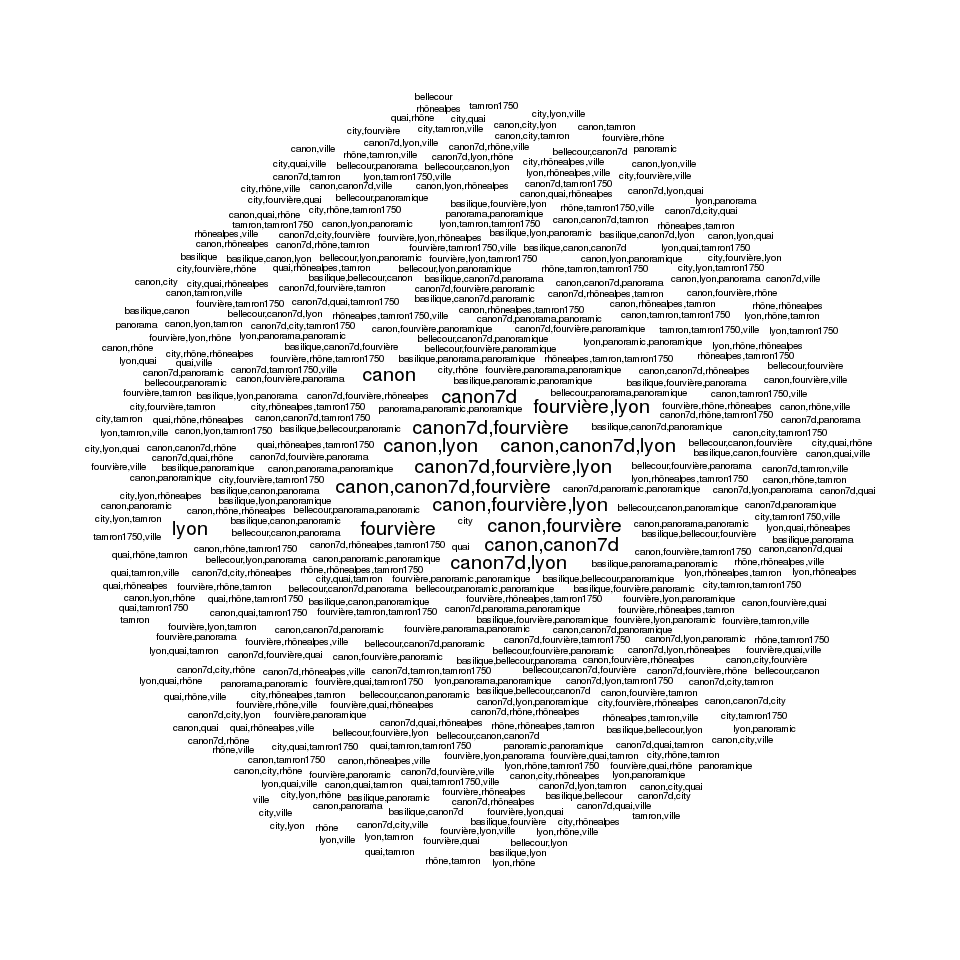 bellecour
rhônealpes tamron1750
quai,rhône city,quai city,lyon,ville
city,fourvière city,tamron,ville canon,city,lyon canon,tamron
canon,city,tamron fourvière,rhône
canon,ville canon7d,lyon,ville canon7d,rhône,ville bellecour,canon7d panoramic
rhône,tamron,ville canon7d,lyon,rhône
city,quai,ville bellecour,panorama bellecour,canon,lyon city,rhônealpes,ville canon,lyon,ville
canon7d,tamron lyon,tamron1750,ville lyon,rhônealpes,ville city,fourvière,ville
city,rhône,ville canon,canon7d,ville canon,lyon,rhônealpes canon7d,tamron1750 canon7d,lyon,quai
city,fourvière,quai bellecour,panoramique canon,quai,rhônealpes lyon,panorama
basilique,fourvière,lyon rhône,tamron1750,ville canon7d,city,quai
canon,quai,rhône city,rhône,tamron1750 panorama,panoramique
tamron,tamron1750 canon,lyon,panoramic lyon,tamron,tamron1750 canon,canon7d,tamron rhônealpes,tamron
rhônealpes,ville canon7d,city,fourvière fourvière,lyon,rhônealpes basilique,lyon,panoramic basilique,canon7d,lyon canon,lyon,quai
canon,rhônealpes canon7d,rhône,tamron fourvière,tamron1750,ville basilique,canon,canon7d lyon,quai,tamron1750
basilique basilique,canon,lyon bellecour,lyon,panoramic fourvière,lyon,tamron1750 canon,lyon,panoramique city,fourvière,lyon
city,fourvière,rhône quai,rhônealpes,tamron bellecour,lyon,panoramique rhône,tamron,tamron1750 city,lyon,tamron1750
canon,city city,quai,rhônealpes basilique,bellecour,canon basilique,canon7d,panorama canon,canon7d,panorama canon,lyon,panorama canon7d,ville
canon,tamron,ville canon7d,fourvière,tamron canon7d,fourvière,panoramic canon7d,rhônealpes,tamron canon,fourvière,rhône
fourvière,tamron1750 canon7d,quai,tamron1750 basilique,canon7d,panoramic canon,rhônealpes,tamron rhône,rhônealpes
basilique,canon bellecour,canon7d,lyon rhônealpes,tamron1750,ville canon,rhônealpes,tamron1750 canon,tamron,tamron1750 lyon,rhône,tamron
panorama canon,lyon,tamron canon7d,city,tamron1750 canon,fourvière,panoramique canon7d,panorama,panoramic canon7d,fourvière,panoramique tamron,tamron1750,ville lyon,tamron1750
fourvière,lyon,rhône lyon,panorama,panoramic bellecour,canon7d,panoramique lyon,panoramic,panoramique
canon,rhône city,rhône,rhônealpes basilique,canon7d,fourvière bellecour,fourvière,panoramique lyon,rhône,rhônealpes
lyon,quai quai,ville fourvière,rhône,tamron1750 basilique,panorama,panoramique rhônealpes,tamron,tamron1750 rhônealpes,tamron1750
canon7d,panoramic canon7d,tamron1750,ville canon city,rhône fourvière,panorama,panoramique canon,canon7d,rhônealpes bellecour,fourvière
bellecour,panoramic canon,fourvière,panorama basilique,panoramic,panoramique basilique,fourvière,panorama canon,fourvière,ville
fourvière,tamron basilique,lyon,panorama canon7d,fourvière,rhônealpes canon7d bellecour,panorama,panoramique canon,tamron1750,ville
city,fourvière,tamron city,rhônealpes,tamron1750 panorama,panoramic,panoramique fourvière,lyon fourvière,rhône,rhônealpes canon,rhône,ville
city,tamron quai,rhône,rhônealpes canon,canon7d,tamron1750 canon7d,rhône,tamron1750 canon7d,panorama
lyon,tamron,ville canon,lyon,tamron1750 basilique,bellecour,panoramic canon7d,fourvière basilique,canon7d,panoramique canon,city,tamron1750
city,lyon,quai canon,canon7d,rhône quai,rhônealpes,tamron1750 canon,lyon canon,canon7d,lyon bellecour,canon,fourvière city,quai,rhône
canon7d,quai,rhône canon7d,fourvière,panorama basilique,canon,fourvière canon,quai,ville
fourvière,ville basilique,panoramique canon,panorama,panoramique canon7d,fourvière,lyon bellecour,fourvière,panorama canon7d,tamron,ville
canon,panoramique city,fourvière,tamron1750 lyon,rhônealpes,tamron1750 canon,rhône,tamron
city,lyon,rhônealpes basilique,canon,panorama canon,canon7d,fourvière canon7d,panoramic,panoramique canon7d,lyon,panorama canon7d,quai
canon,panoramic basilique,lyon,panoramique canon,fourvière,lyon canon7d,panoramique
canon,rhône,rhônealpes bellecour,panorama,panoramic bellecour,canon,panoramique
city,lyon,tamron basilique,canon,panoramic city canon,panorama,panoramic city,tamron1750,ville
lyon bellecour,canon,panorama fourvière canon,fourvière basilique,bellecour,fourvière lyon,quai,rhônealpes
tamron1750,ville basilique,panorama
quai,rhône,tamron canon,rhône,tamron1750 canon7d,rhônealpes,tamron1750 quai canon,canon7d canon,fourvière,tamron1750 canon,canon7d,quai
bellecour,lyon,panorama canon,panoramic,panoramique canon7d,lyon basilique,panorama,panoramic fourvière,rhônealpes,ville
quai,tamron,ville canon7d,city,rhônealpes rhône,rhônealpes,tamron1750 lyon,rhônealpes,tamron lyon,rhônealpes
city,quai,tamron fourvière,panoramic,panoramique basilique,bellecour,panoramique
quai,rhônealpes fourvière,rhône,tamron bellecour,canon7d,panorama bellecour,panoramic,panoramique basilique,fourvière,panoramic city,tamron,tamron1750
canon,lyon,rhône quai,rhône,tamron1750 basilique,canon,panoramique fourvière,rhônealpes,tamron1750 fourvière,lyon,panoramique canon,fourvière,quai
quai,tamron1750 canon,quai,tamron1750 fourvière,tamron,tamron1750 canon7d,panorama,panoramique fourvière,rhônealpes,tamron
tamron basilique,fourvière,panoramique fourvière,lyon,panoramic fourvière,tamron,ville
fourvière,lyon,tamron canon,canon7d,panoramic fourvière,panorama,panoramic canon,canon7d,panoramique
fourvière,panorama fourvière,rhônealpes,ville bellecour,canon7d,panoramic canon7d,fourvière,tamron1750 canon7d,lyon,panoramic rhône,tamron1750
lyon,quai,tamron canon7d,fourvière,quai canon,fourvière,panoramic bellecour,fourvière,panoramic canon7d,lyon,rhônealpes fourvière,quai,ville
basilique,bellecour,panorama canon,fourvière,rhônealpes canon,city,fourvière
canon7d,city,rhône canon7d,rhônealpes,ville canon7d,tamron,tamron1750 bellecour,canon7d,fourvière canon7d,fourvière,rhône bellecour,canon
lyon,quai,rhône panorama,panoramic fourvière,quai,tamron1750 lyon,panorama,panoramique canon7d,lyon,tamron1750 canon7d,city,tamron
quai,rhône,ville city,rhônealpes,tamron bellecour,canon,panoramic basilique,bellecour,canon7d canon,fourvière,tamron
fourvière,rhône,ville fourvière,quai,rhônealpes canon7d,lyon,panoramique city,fourvière,rhônealpes canon,canon7d,city
canon7d,city,lyon fourvière,panoramique canon7d,rhône,rhônealpes rhônealpes,tamron,ville city,tamron1750
canon,quai quai,rhônealpes,ville canon7d,quai,rhônealpes rhône,rhônealpes,tamron basilique,bellecour,lyon lyon,panoramic
canon7d,rhône bellecour,fourvière,lyon bellecour,canon,canon7d canon,city,ville
rhône,ville city,quai,tamron1750 quai,tamron,tamron1750 panoramic,panoramique canon7d,quai,tamron
canon,tamron1750 canon,rhônealpes,ville fourvière,lyon,panorama fourvière,quai,tamron city,rhône,tamron
canon,city,rhône fourvière,panoramic canon7d,fourvière,ville lyon,rhône,tamron1750 fourvière,quai,rhône panoramique
lyon,quai,ville canon,quai,tamron quai,tamron1750,ville canon,city,rhônealpes lyon,panoramique
city,lyon,rhône basilique,panoramic fourvière,rhônealpes canon7d,lyon,tamron canon,city,quai
ville canon,panorama canon7d,rhônealpes basilique,bellecour canon7d,city
city,ville basilique,canon7d fourvière,lyon,quai canon7d,quai,ville
city,lyon rhône canon7d,city,ville basilique,fourvière city,rhônealpes tamron,ville
lyon,ville lyon,tamron fourvière,lyon,ville lyon,rhône,ville
fourvière,quai bellecour,lyon
quai,tamron basilique,lyon
rhône,tamron lyon,rhône